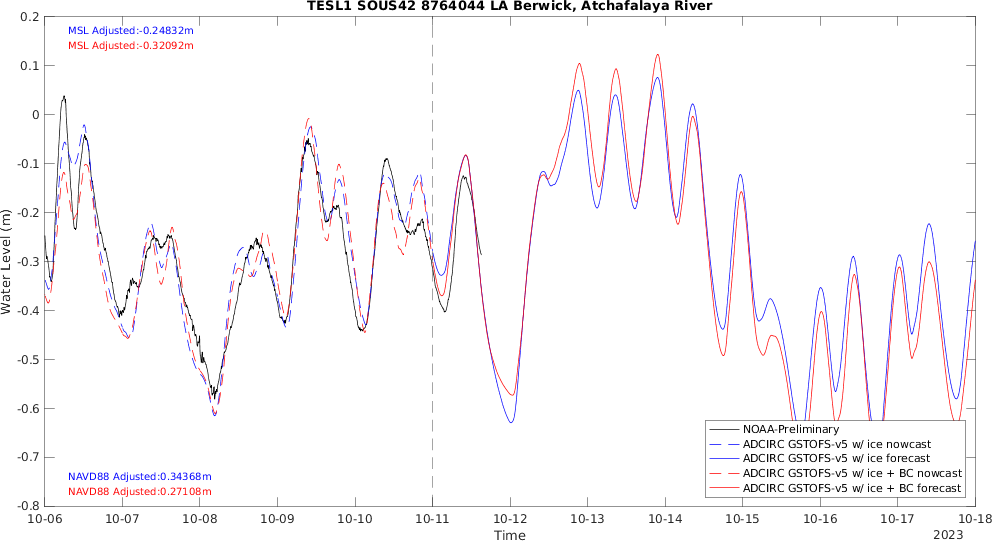 TESL1 SOUS42 8764044 LA Berwick, Atchafalaya River
MSL Adjusted:-0.24832m
MSL Adjusted:-0.32092m
Water Level (m)
0.2
0.1
0
-0.1
-0.2
-0.3
-0.4
-0.5
-0.6
-0.7
-0.8
NAVD88 Adjusted:0.34368m
NAVD88 Adjusted:0.27108m
NOAA-Preliminary
ADCIRC GSTOFS-v5 w/ ice nowcast
ADCIRC GSTOFS-v5 w/ ice forecast
ADCIRC GSTOFS-v5 w/ ice + BC nowcast
ADCIRC GSTOFS-v5 w/ ice + BC forecast
10-06 10-07 10-08 10-09 10-10 10-11 10-12 10-13 10-14 10-15 10-16 10-17 10-18
Time
2023